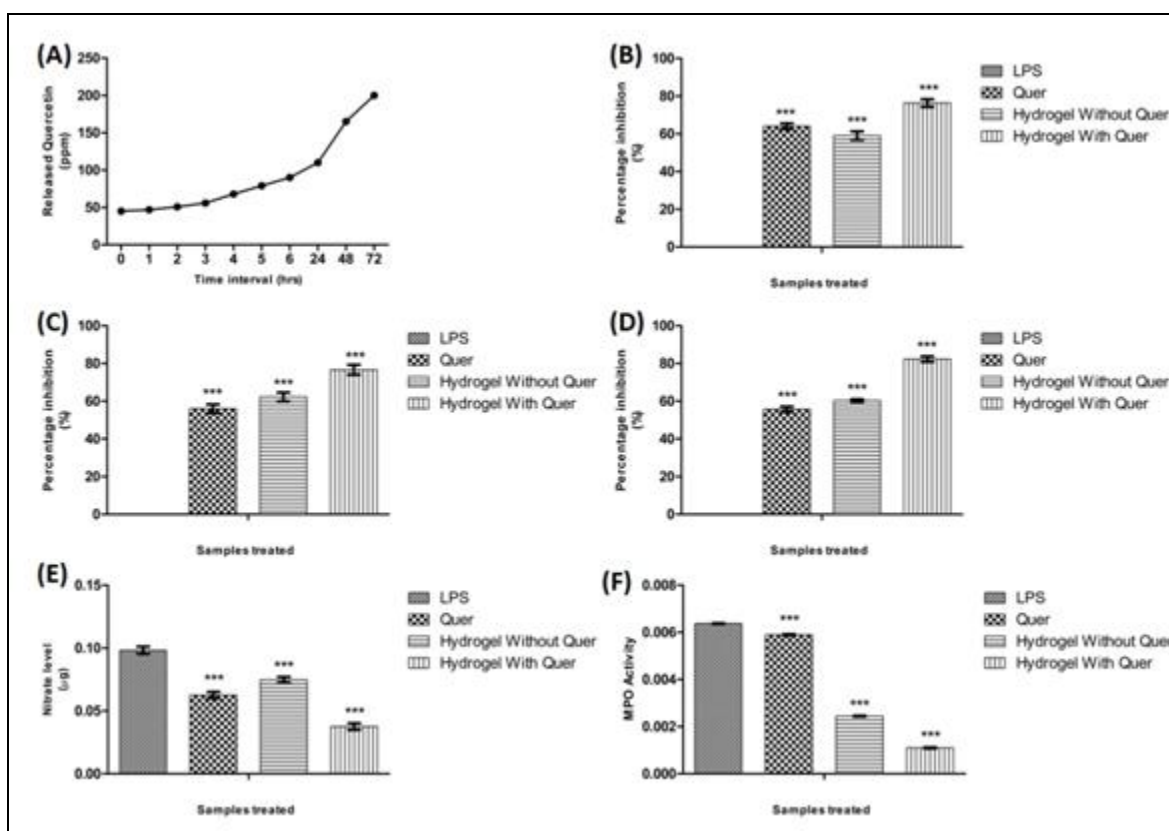 (A)
250
200
150
100
50
0
Released Quercetin
(ppm)
0 1 2 3 4 5 6 24 48 72
Time interval (hrs)
(B)
100
80
60
40
20
0
Percentage inhibition
(%)
*** *** ***
Samples treated
LPS
Quer
Hydrogel Without Quer
Hydrogel With Quer
(C)
100
80
60
40
20
0
Percentage inhibition
(%)
*** *** ***
Samples treated
LPS
Quer
Hydrogel Without Quer
Hydrogel With Quer
(D)
100
80
60
40
20
0
Percentage inhibition
(%)
*** *** ***
Samples treated
LPS
Quer
Hydrogel Without Quer
Hydrogel With Quer
(E)
0.15
0.10
0.05
0.00
Nitrate level
(µg)
*** *** ***
Samples treated
LPS
Quer
Hydrogel Without Quer
Hydrogel With Quer
(F)
0.008
0.006
0.004
0.002
0.000
MPO Activity
*** *** ***
Samples treated
LPS
Quer
Hydrogel Without Quer
Hydrogel With Quer